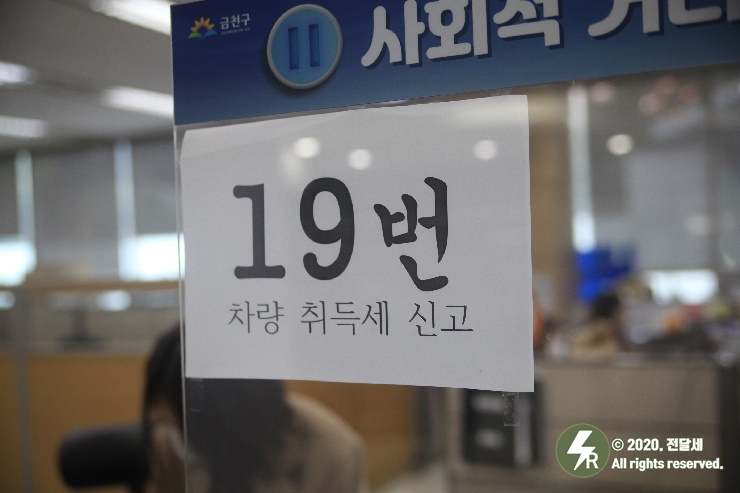 금천구
사회적 거리
19번
차량 취득세 신고
© 2020. 전달세
All rights reserved.